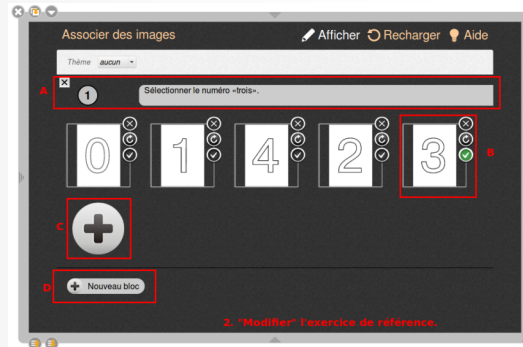 Associer des images
Afficher Recharger Aide
Thème aucun
A
1 Sélectionner le numéro «trois».
0 1 4 2 3
B
C
D
Nouveau bloc
2. "Modifier" l'exercice de référence.